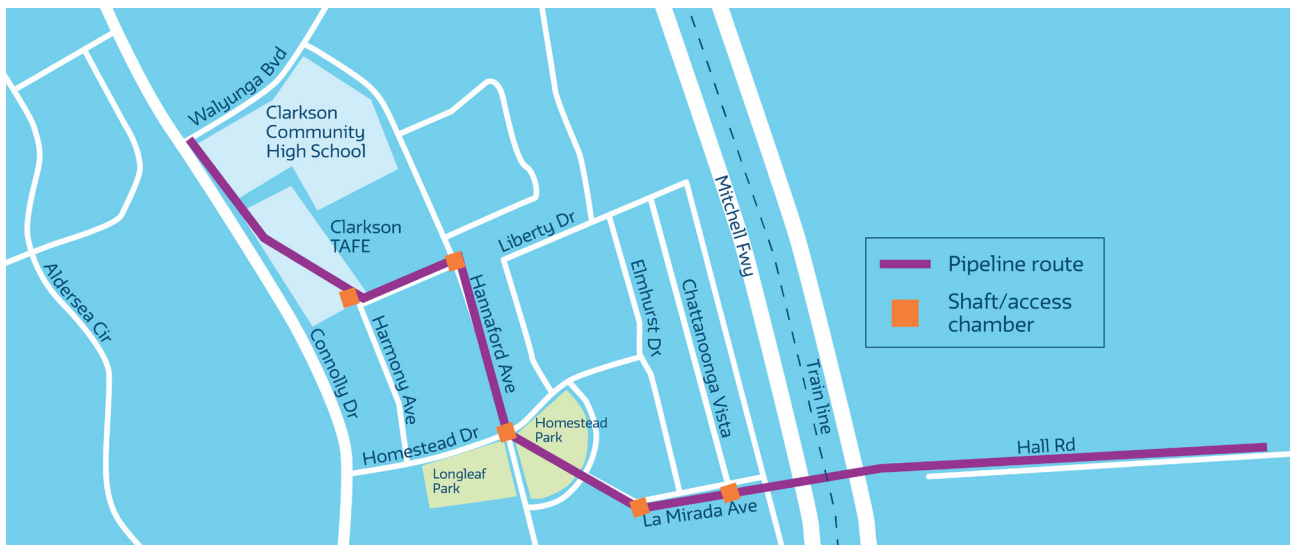 Walyunga Bvd
Clarkson
Community
High School
Clarkson
TAFE
Liberty Dr
Mitchell Fwy
Aldersea Cir
Connolly Dr
Harmony Ave
Hannaford Ave
Elmhurst Dr
Chattanoonga Vista
Train line
Pipeline route
Shaft/access
chamber
Homestead Dr
Homestead
Park
Longleaf
Park
La Mirada Ave
Hall Rd